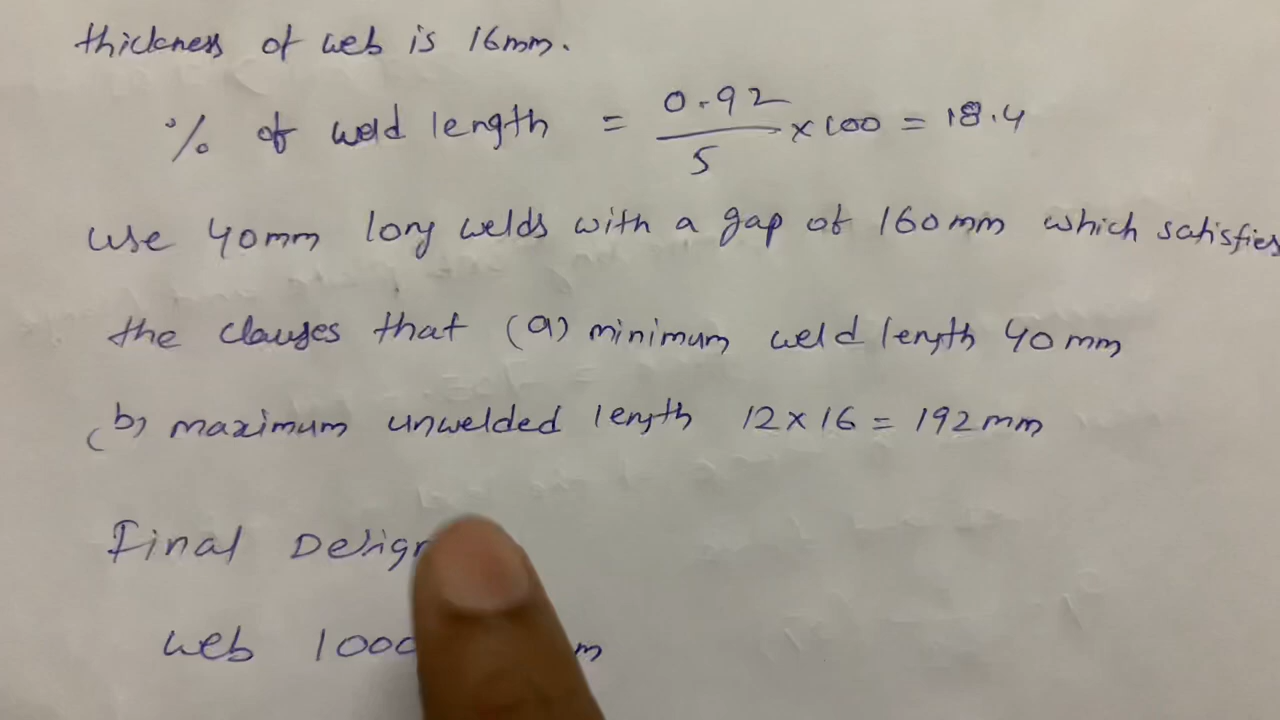 thickness of web is 16mm.
% of weld length = 0.92/5 x 100 = 18.4
use 40mm long welds with a gap of 160mm which satisfies
the clauses that (a) minimum weld length 40mm
(b) maximum unwelded length 12 x 16 = 192mm
Final Design
web 1000